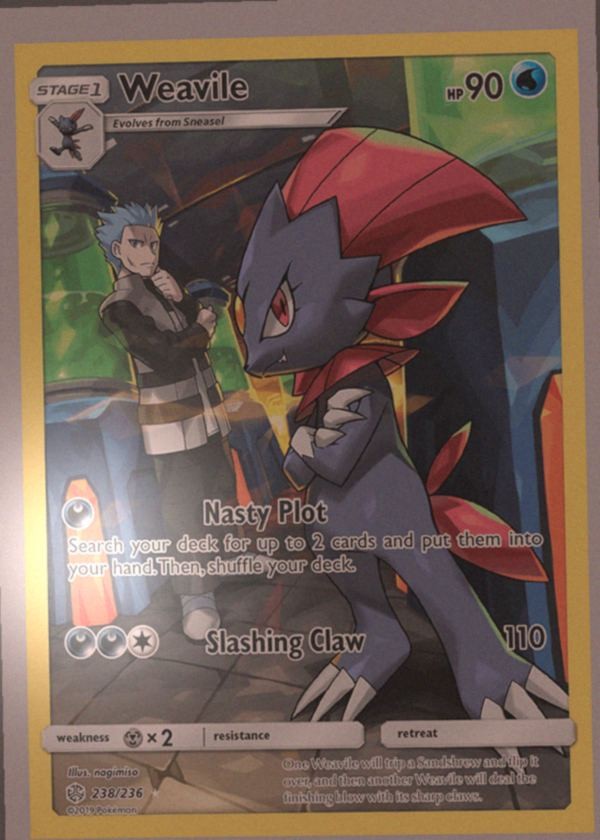 STAGE 1 Weavile HP 90
Evolves from Sneasel
Nasty Plot
Search your deck for up to 2 cards and put them into
your hand. Then, shuffle your deck.
Slashing Claw 110
weakness ×2 resistance retreat
Illus. nagimiso
238/236
©2019 Pokémon
One Weavile will trip a Sandshrew and flip it
over, and then another Weavile will deal the
finishing blow with its sharp claws.